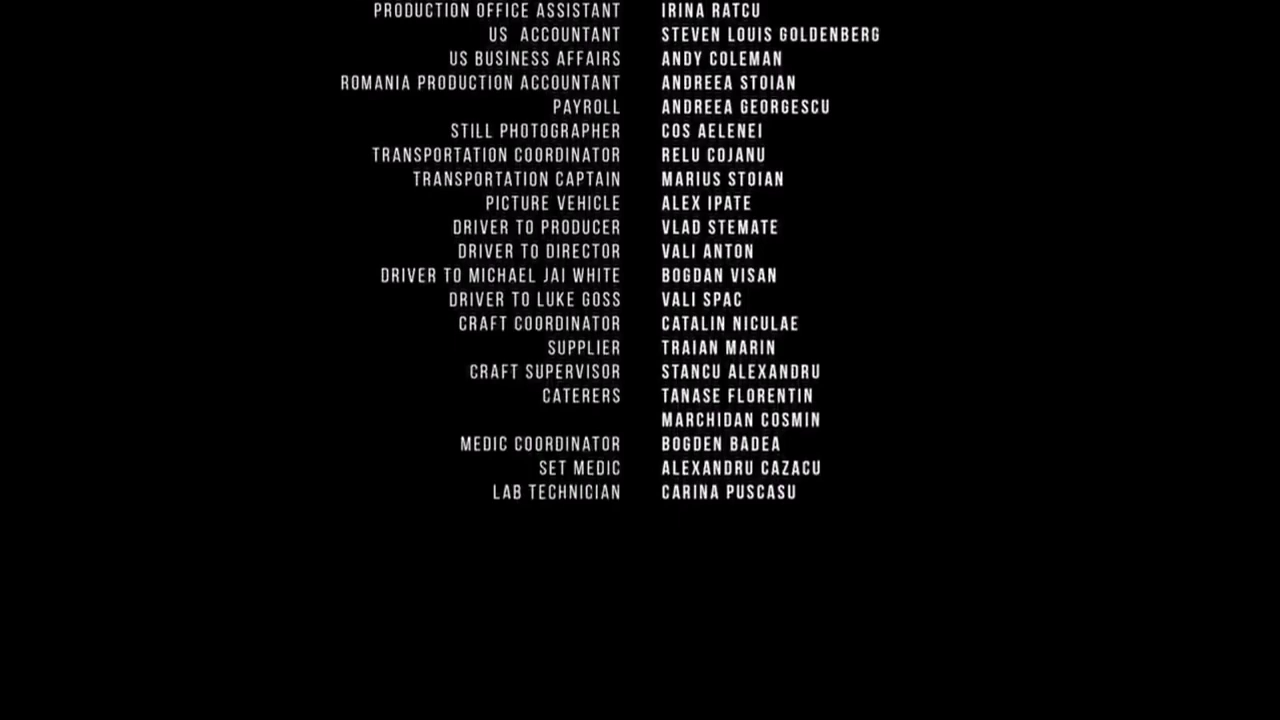 PRODUCTION OFFICE ASSISTANT IRINA RATCU
US ACCOUNTANT STEVEN LOUIS GOLDENBERG
US BUSINESS AFFAIRS ANDY COLEMAN
ROMANIA PRODUCTION ACCOUNTANT ANDREEA STOIAN
PAYROLL ANDREEA GEORGESCU
STILL PHOTOGRAPHER COS AELENEI
TRANSPORTATION COORDINATOR RELU COJANU
TRANSPORTATION CAPTAIN MARIUS STOIAN
PICTURE VEHICLE ALEX IPATE
DRIVER TO PRODUCER VLAD STEMATE
DRIVER TO DIRECTOR VALI ANTON
DRIVER TO MICHAEL JAI WHITE BOGDAN VISAN
DRIVER TO LUKE GOSS VALI SPAC
CRAFT COORDINATOR CATALIN NICULAE
SUPPLIER TRAIAN MARIN
CRAFT SUPERVISOR STANCU ALEXANDRU
CATERERS TANASE FLORENTIN
MARCHIDAN COSMIN
MEDIC COORDINATOR BOGDEN BADEA
SET MEDIC ALEXANDRU CAZACU
LAB TECHNICIAN CARINA PUSCASU